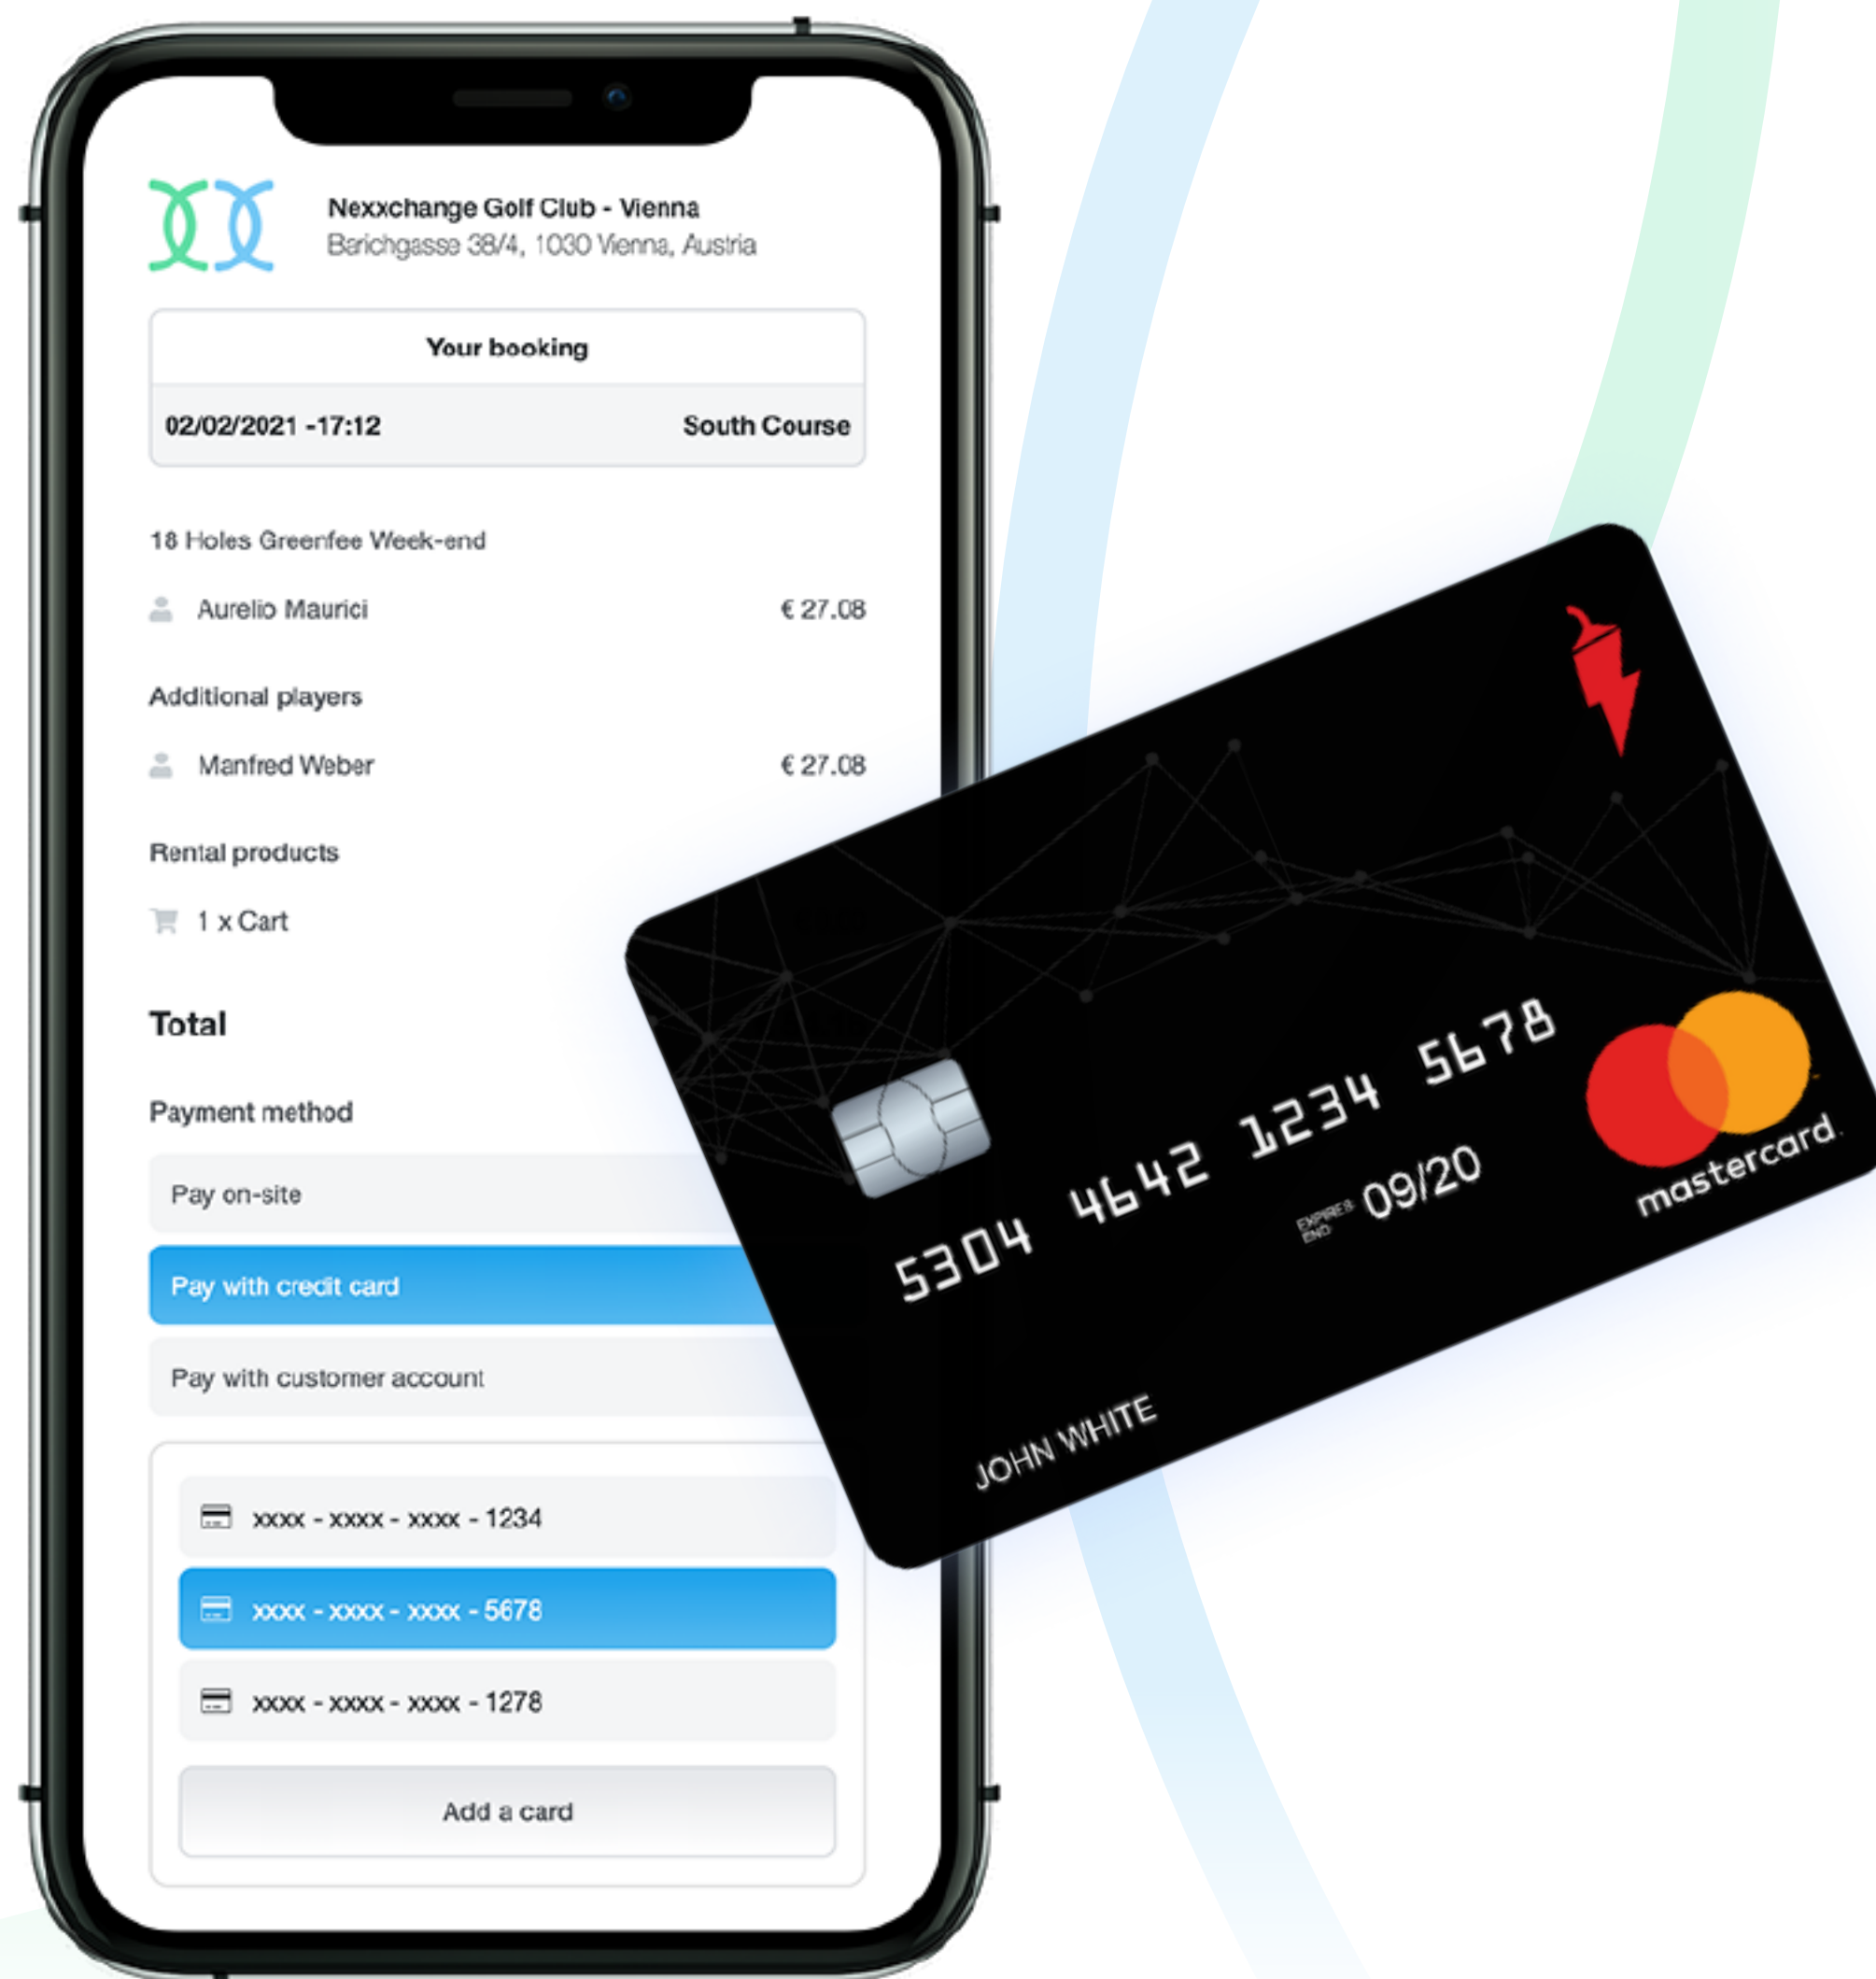 Nexxchange Golf Club - Vienna
Barichgasse 38/4, 1030 Vienna, Austria
Your booking
02/02/2021 -17:12 South Course
18 Holes Greenfee Week-end
Aurelio Maurici € 27.08
Additional players
Manfred Weber € 27.08
Rental products
1 x Cart
Total
Payment method
Pay on-site
Pay with credit card
Pay with customer account
xxxx - xxxx - xxxx - 1234
xxxx - xxxx - xxxx - 5678
xxxx - xxxx - xxxx - 1278
Add a card
5304 4642 1234 5678
EXPIRES END: 09/20
mastercard.
JOHN WHITE